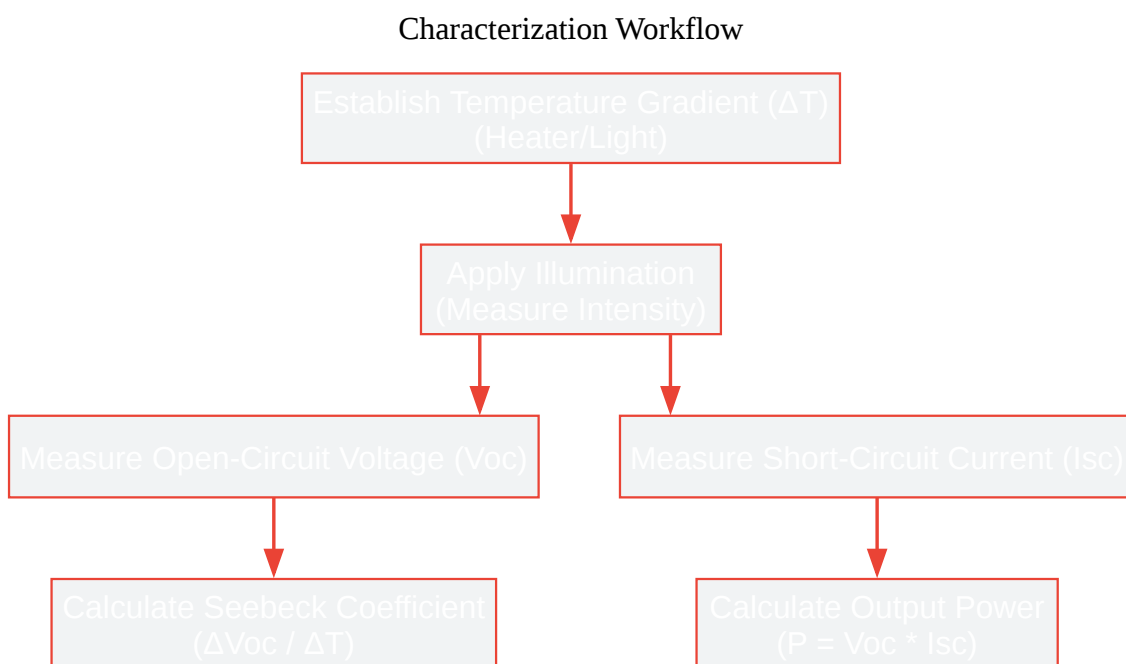 Characterization Workflow
Establish Temperature Gradient (ΔT)
(Heater/Light)
Apply Illumination
(Measure Intensity)
Measure Open-Circuit Voltage (Voc)
Measure Short-Circuit Current (Isc)
Calculate Seebeck Coefficient
(ΔVoc / ΔT)
Calculate Output Power
(P = Voc * Isc)